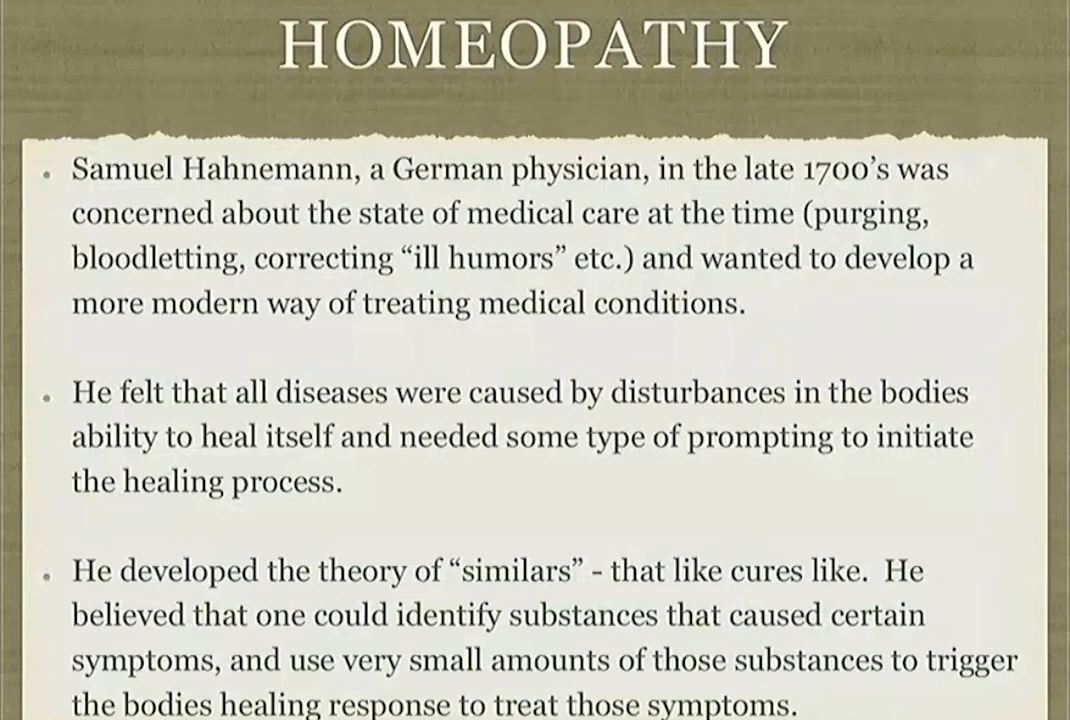 HOMEOPATHY
• Samuel Hahnemann, a German physician, in the late 1700’s was
concerned about the state of medical care at the time (purging,
bloodletting, correcting “ill humors” etc.) and wanted to develop a
more modern way of treating medical conditions.
• He felt that all diseases were caused by disturbances in the bodies
ability to heal itself and needed some type of prompting to initiate
the healing process.
• He developed the theory of “similars” - that like cures like.  He
believed that one could identify substances that caused certain
symptoms, and use very small amounts of those substances to trigger
the bodies healing response to treat those symptoms.